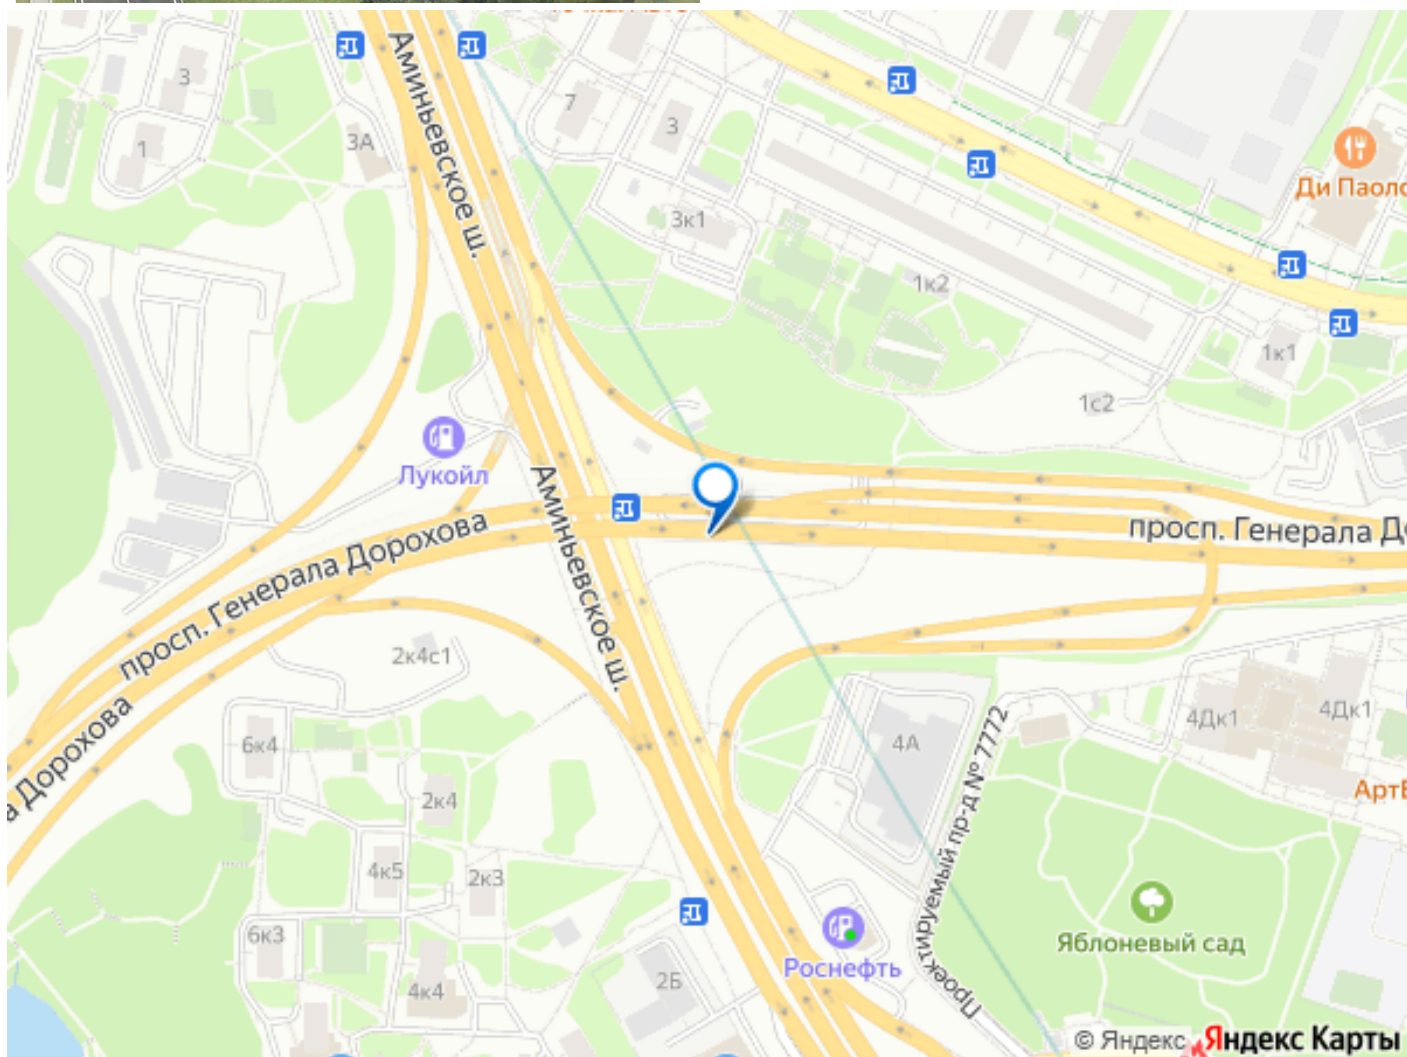 3
1
3А
Аминьевское ш.
7
3
3к1
1к2
Ди Паоло
1к1
1с2
Лукойл
Аминьевское ш.
просп. Генерала Дорохова
просп. Генерала До
а Дорохова
2к4с1
6к4
2к4
4к5
2к3
6к3
4к4
2Б
4А
4Дк1
4Дк1
АртБ
Проектируемый пр-д № 7772
Роснефть
Яблоневый сад
© Яндекс Яндекс Карты